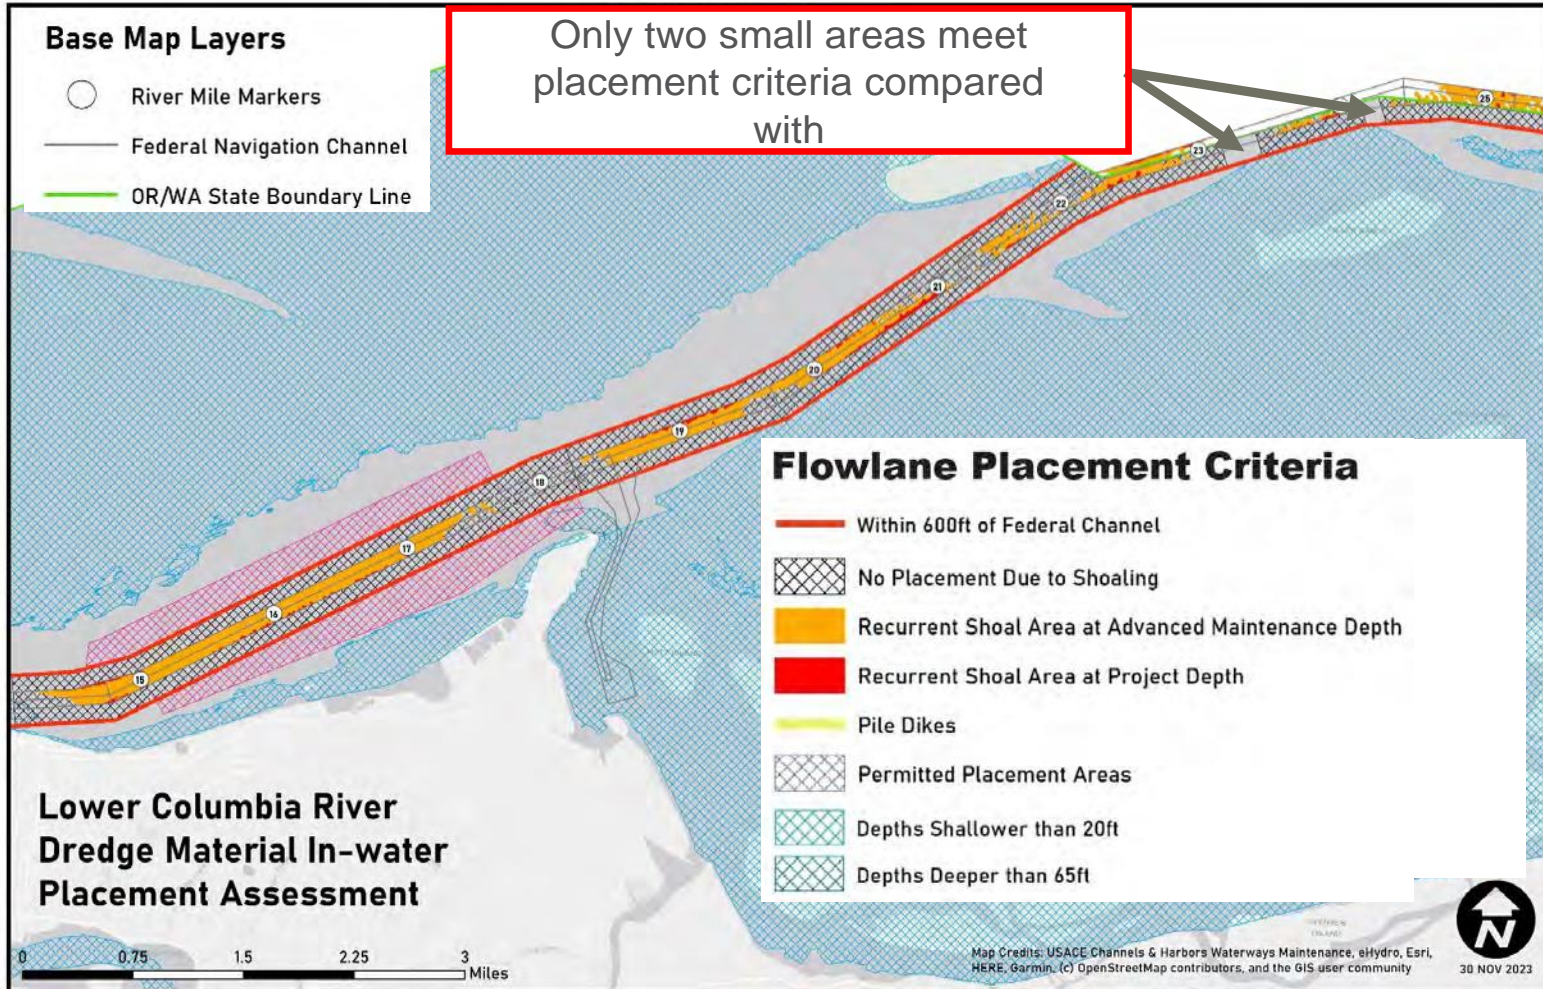 Base Map Layers
River Mile Markers
Federal Navigation Channel
OR/WA State Boundary Line
Only two small areas meet
placement criteria compared
with
25
23
22
21
20
19
18
17
16
15
Flowlane Placement Criteria
Within 600ft of Federal Channel
No Placement Due to Shoaling
Recurrent Shoal Area at Advanced Maintenance Depth
Recurrent Shoal Area at Project Depth
Pile Dikes
Permitted Placement Areas
Depths Shallower than 20ft
Depths Deeper than 65ft
Lower Columbia River
Dredge Material In-water
Placement Assessment
0 0.75 1.5 2.25 3
Miles
Map Credits: USACE Channels & Harbors Waterways Maintenance, eHydro, Esri,
HERE, Garmin, (c) OpenStreetMap contributors, and the GIS user community
N
30 NOV 2023